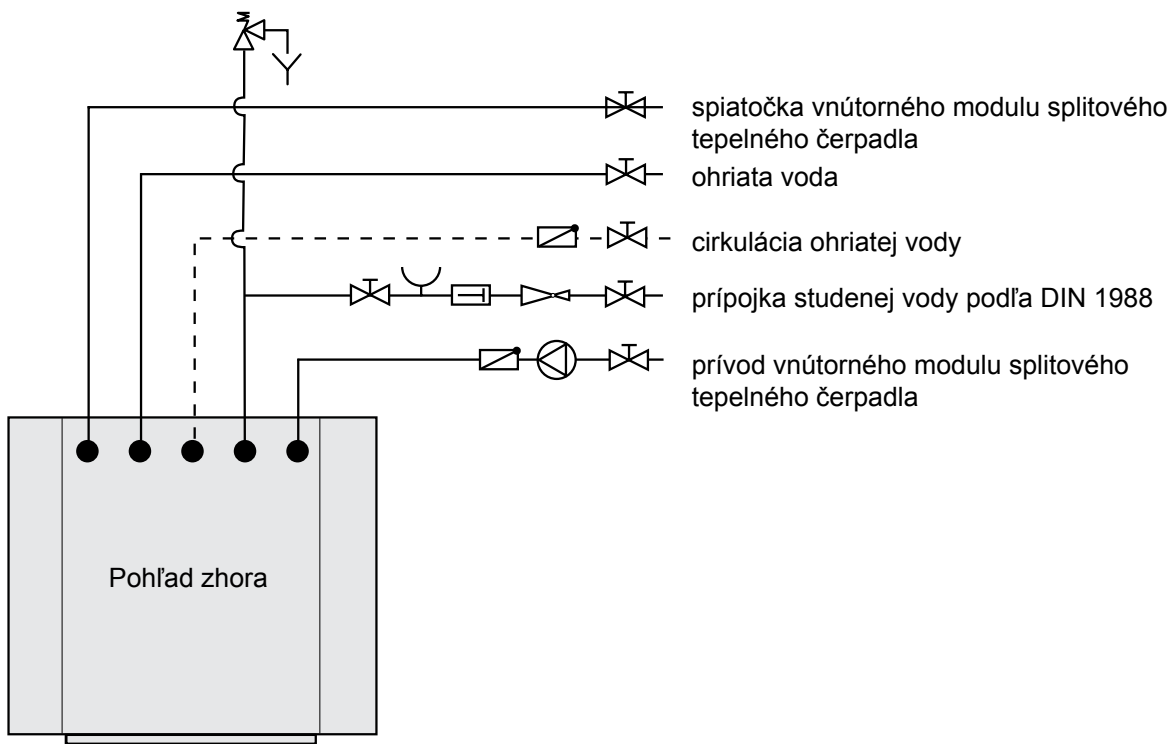 spiatočka vnútorného modulu splitového
tepelného čerpadla
ohriata voda
cirkulácia ohriatej vody
prípojka studenej vody podľa DIN 1988
prívod vnútorného modulu splitového
tepelného čerpadla
Pohľad zhora